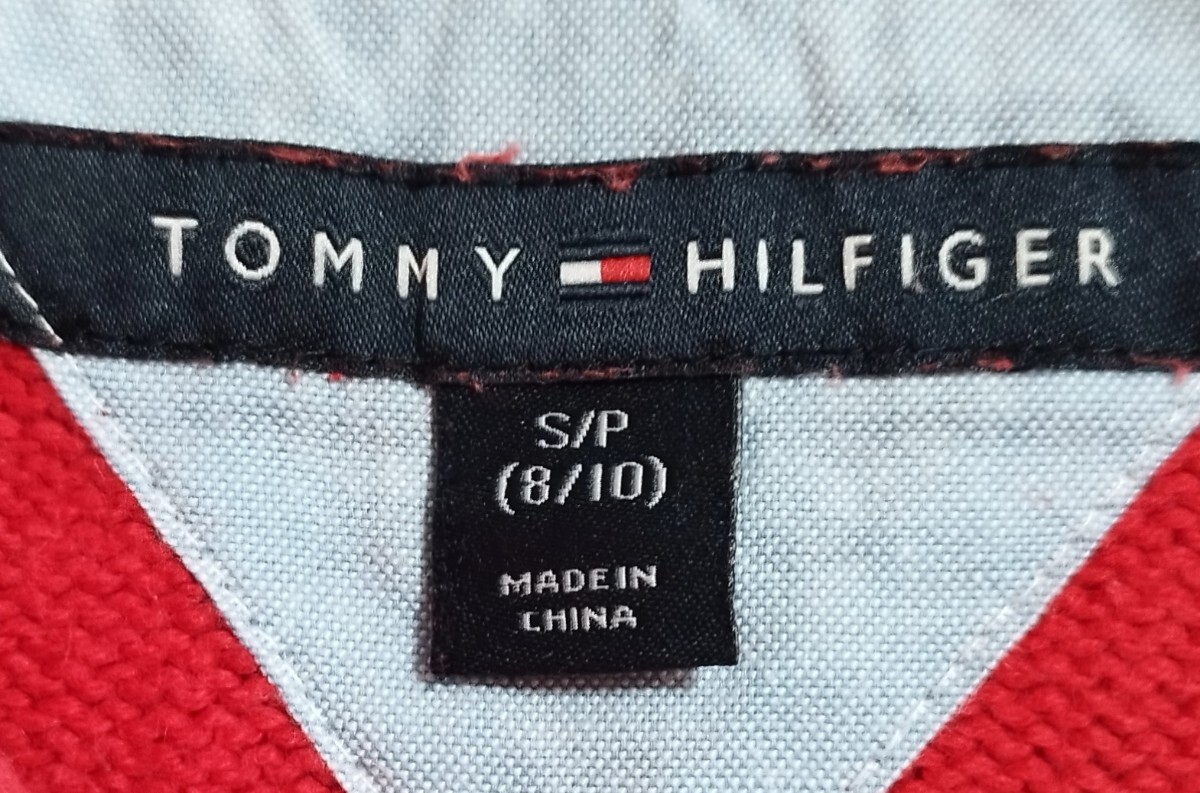 TOMMY HILFIGER
S/P
(8/10)
MADE IN
CHINA